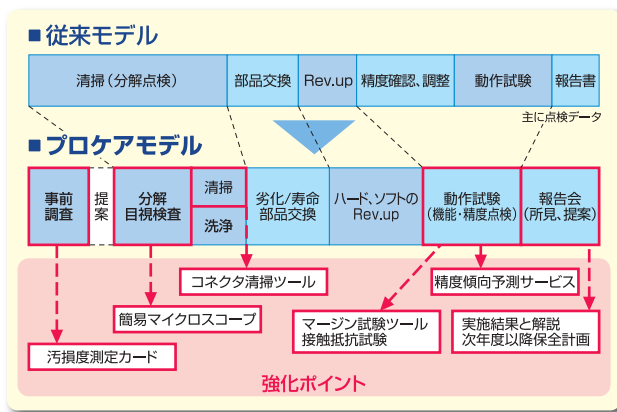 ■従来モデル
清掃(分解点検)
部品交換
Rev.up
精度確認、調整
動作試験
報告書
主に点検データ
■プロケアモデル
事前
調査
提
案
分解
目視検査
清掃
洗浄
劣化/寿命
部品交換
ハード、ソフトの
Rev.up
動作試験
(機能・精度点検)
報告会
(所見、提案)
コネクタ清掃ツール
精度傾向予測サービス
簡易マイクロスコープ
マージン試験ツール
接触抵抗試験
実施結果と解説
次年度以降保全計画
汚損度測定カード
強化ポイント